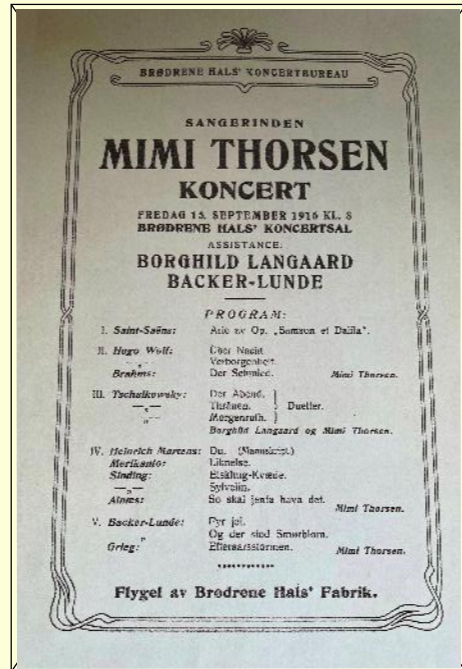 BRØDRENE HALS' KONCERTBUREAU
SANGERINDEN
MIMI THORSEN
KONCERT
FREDAG 15. SEPTEMBER 1916 KL. 8
BRØDRENE HALS' KONCERTSAL
ASSISTANCE:
BORGHILD LANGAARD
BACKER-LUNDE
PROGRAM:
I. Saint-Saëns: Arie av Op. „Samson et Dalila".
II. Hugo Wolf: Über Nacht
—„— Verborgenheit.
Brahms: Der Schmied. Mimi Thorsen.
III. Tschaikowsky: Der Abend.
—„— Thränen. } Duetter.
„ Morgenroth.
Borghild Langaard og Mimi Thorsen.
IV. Heinrich Martens: Du. (Manuskript.)
Merikanto: Liknelse.
Sinding: -Kvæde.
—„— Sylvelin.
Alnæs: So skal jenta hava det.
Mimi Thorsen.
V. Backer-Lunde: Fyr jol.
„ Og der stod Smørblom.
Grieg: Efteraarsstormen. Mimi Thorsen.
Flygel av Brødrene Hals' Fabrik.